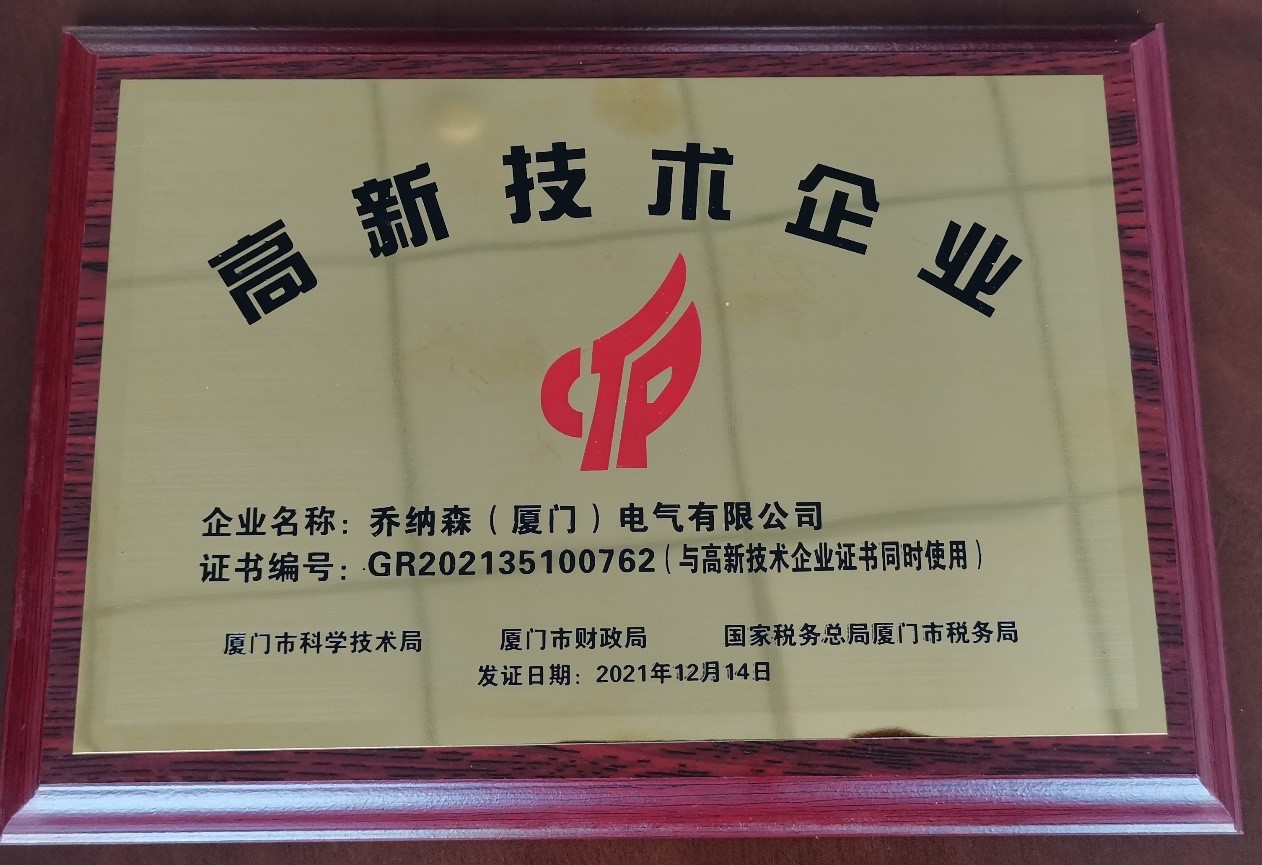 高新技术企业
企业名称：乔纳森（厦门）电气有限公司
证书编号：GR202135100762（与高新技术企业证书同时使用）
厦门市科学技术局 厦门市财政局 国家税务总局厦门市税务局
发证日期：2021年12月14日